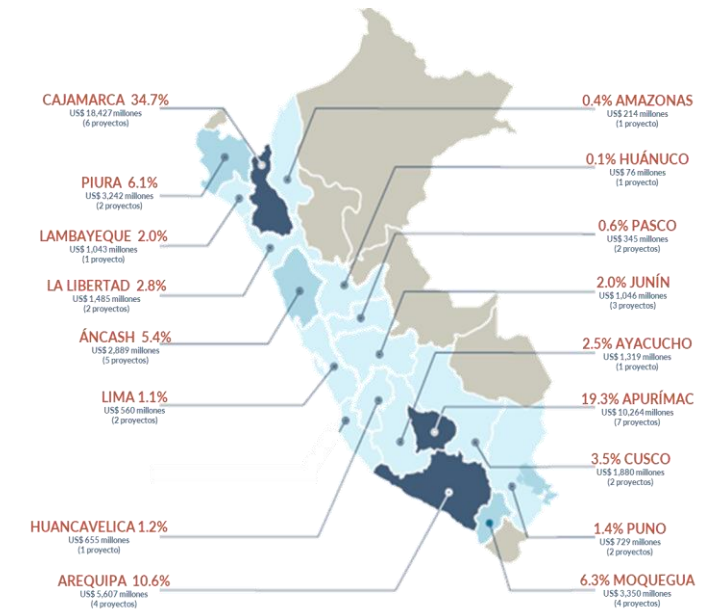 CAJAMARCA 34.7%
US$ 18,427 millones
(6 proyectos)
PIURA 6.1%
US$ 3,242 millones
(2 proyectos)
LAMBAYEQUE 2.0%
US$ 1,043 millones
(1 proyecto)
LA LIBERTAD 2.8%
US$ 1,485 millones
(2 proyectos)
ÁNCASH 5.4%
US$ 2,889 millones
(5 proyectos)
LIMA 1.1%
US$ 560 millones
(2 proyectos)
HUANCAVELICA 1.2%
US$ 655 millones
(1 proyecto)
AREQUIPA 10.6%
US$ 5,607 millones
(4 proyectos)
0.4% AMAZONAS
US$ 214 millones
(1 proyecto)
0.1% HUÁNUCO
US$ 76 millones
(1 proyecto)
0.6% PASCO
US$ 345 millones
(2 proyectos)
2.0% JUNÍN
US$ 1,046 millones
(3 proyectos)
2.5% AYACUCHO
US$ 1,319 millones
(1 proyecto)
19.3% APURÍMAC
US$ 10,264 millones
(7 proyectos)
3.5% CUSCO
US$ 1,880 millones
(2 proyectos)
1.4% PUNO
US$ 729 millones
(2 proyectos)
6.3% MOQUEGUA
US$ 3,350 millones
(4 proyectos)